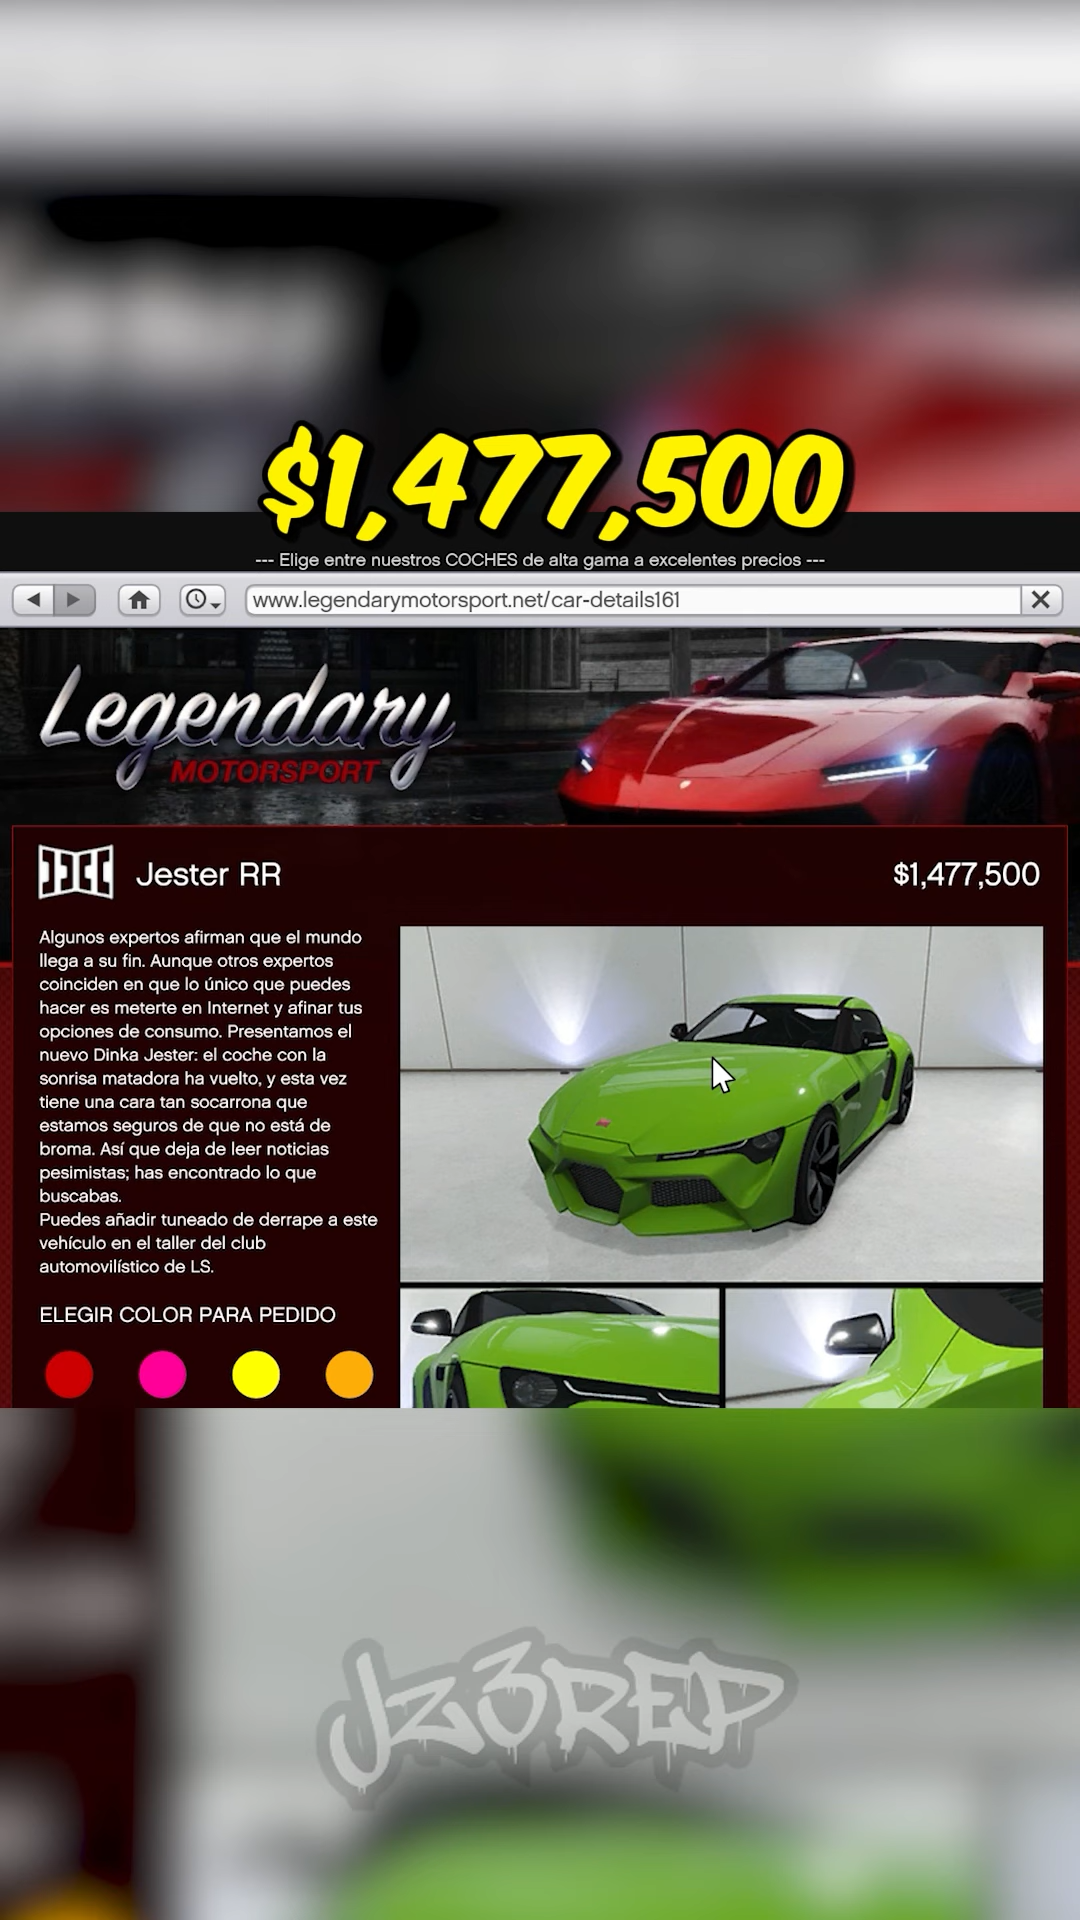 $1,477,500
--- Elige entre nuestros COCHES de alta gama a excelentes precios ---
www.legendarymotorsport.net/car-details161
Legendary
MOTORSPORT
Jester RR
$1,477,500
Algunos expertos afirman que el mundo
llega a su fin. Aunque otros expertos
coinciden en que lo único que puedes
hacer es meterte en Internet y afinar tus
opciones de consumo. Presentamos el
nuevo Dinka Jester: el coche con la
sonrisa matadora ha vuelto, y esta vez
tiene una cara tan socarrona que
estamos seguros de que no está de
broma. Así que deja de leer noticias
pesimistas; has encontrado lo que
buscabas.
Puedes añadir tuneado de derrape a este
vehículo en el taller del club
automovilístico de LS.
ELEGIR COLOR PARA PEDIDO
JZ3REP